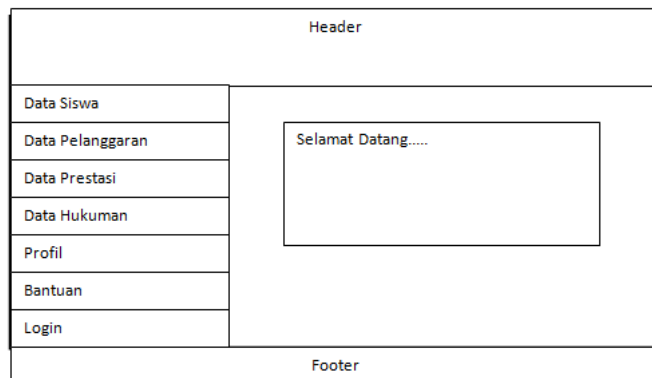 Header
Data Siswa
Data Pelanggaran
Selamat Datang.....
Data Prestasi
Data Hukuman
Profil
Bantuan
Login
Footer